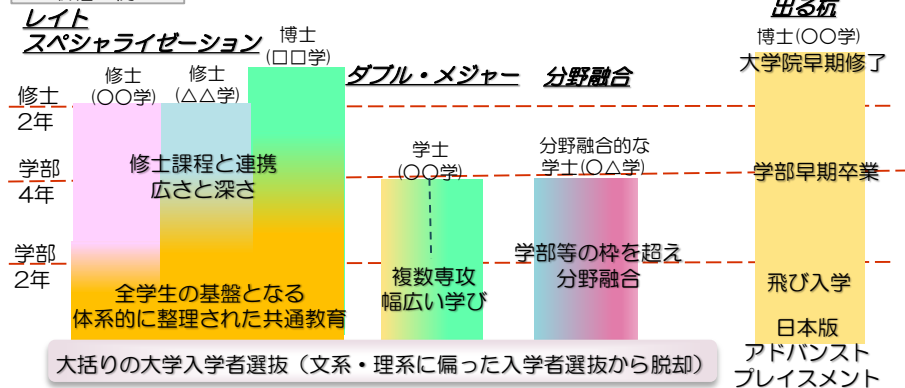 レイト
スペシャライゼーション
修士
(○○学)
修士
(△△学)
博士
(□□学)
ダブル・メジャー
分野融合
出る杭
博士(○○学)
大学院早期修了
修士
2年
学部
4年
学部
2年
修士課程と連携
広さと深さ
学士
(○○学)
分野融合的な
学士(○△学)
学部早期卒業
複数専攻
幅広い学び
学部等の枠を超え
分野融合
飛び入学
全学生の基盤となる
体系的に整理された共通教育
日本版
アドバンスト
プレイスメント
大括りの大学入学者選抜（文系・理系に偏った入学者選抜から脱却）